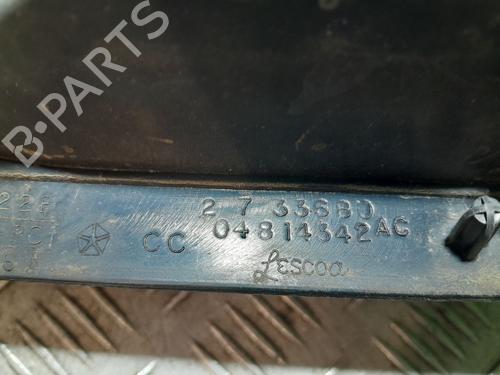 B-PARTS
2 7 336BD
CC 04814342AC
Lescoa